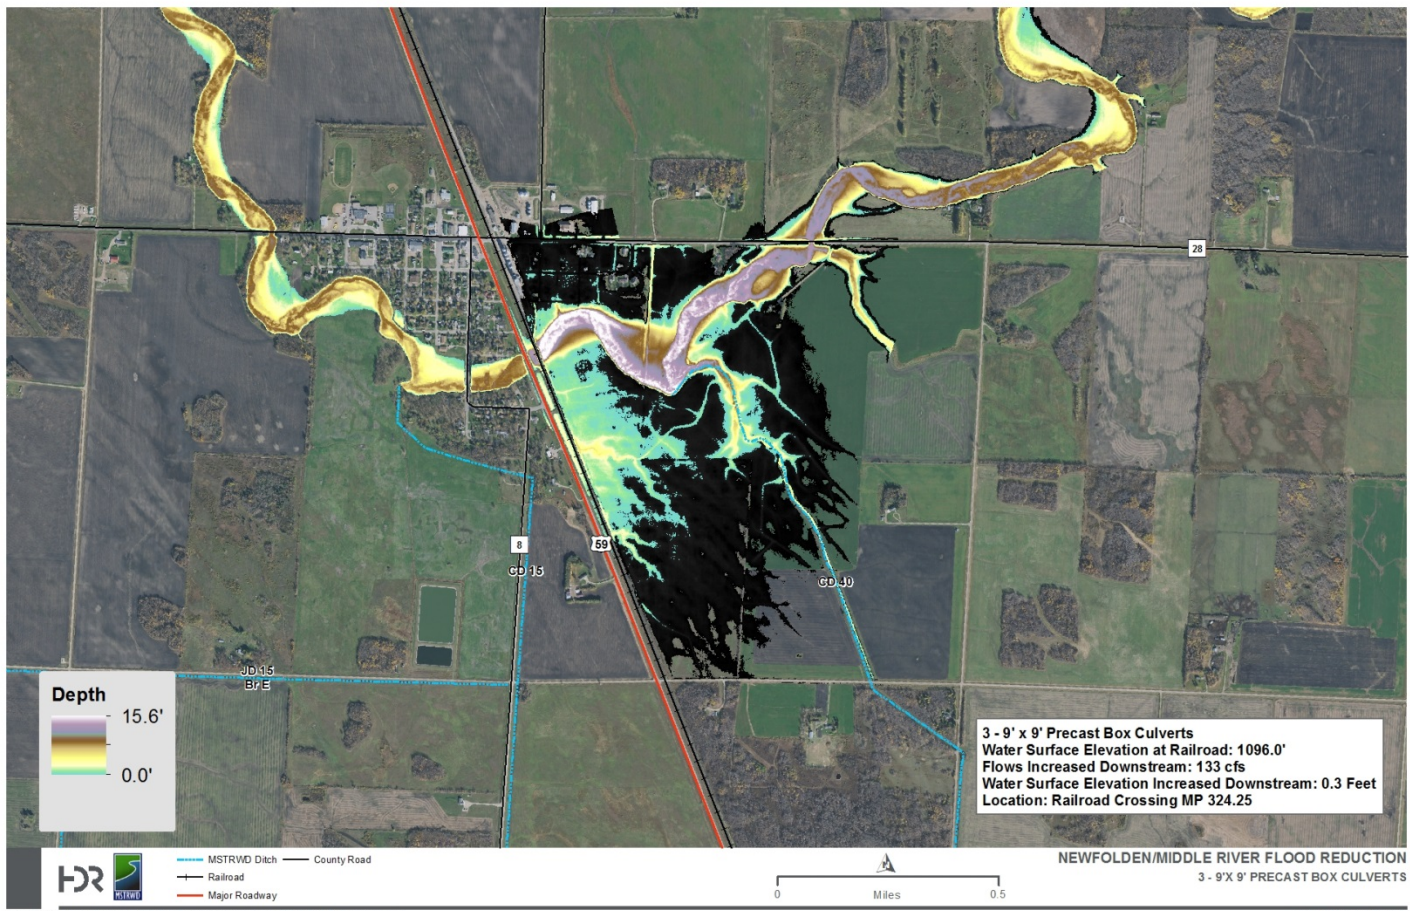 28
8
59
CD 15
CD 40
JD 15
Br E
Depth
15.6'
0.0'
3 - 9' x 9' Precast Box Culverts
Water Surface Elevation at Railroad: 1096.0'
Flows Increased Downstream: 133 cfs
Water Surface Elevation Increased Downstream: 0.3 Feet
Location: Railroad Crossing MP 324.25
HDR
MSTRWD
MSTRWD Ditch
County Road
Railroad
Major Roadway
0
Miles
0.5
NEWFOLDEN/MIDDLE RIVER FLOOD REDUCTION
3 - 9'X 9' PRECAST BOX CULVERTS